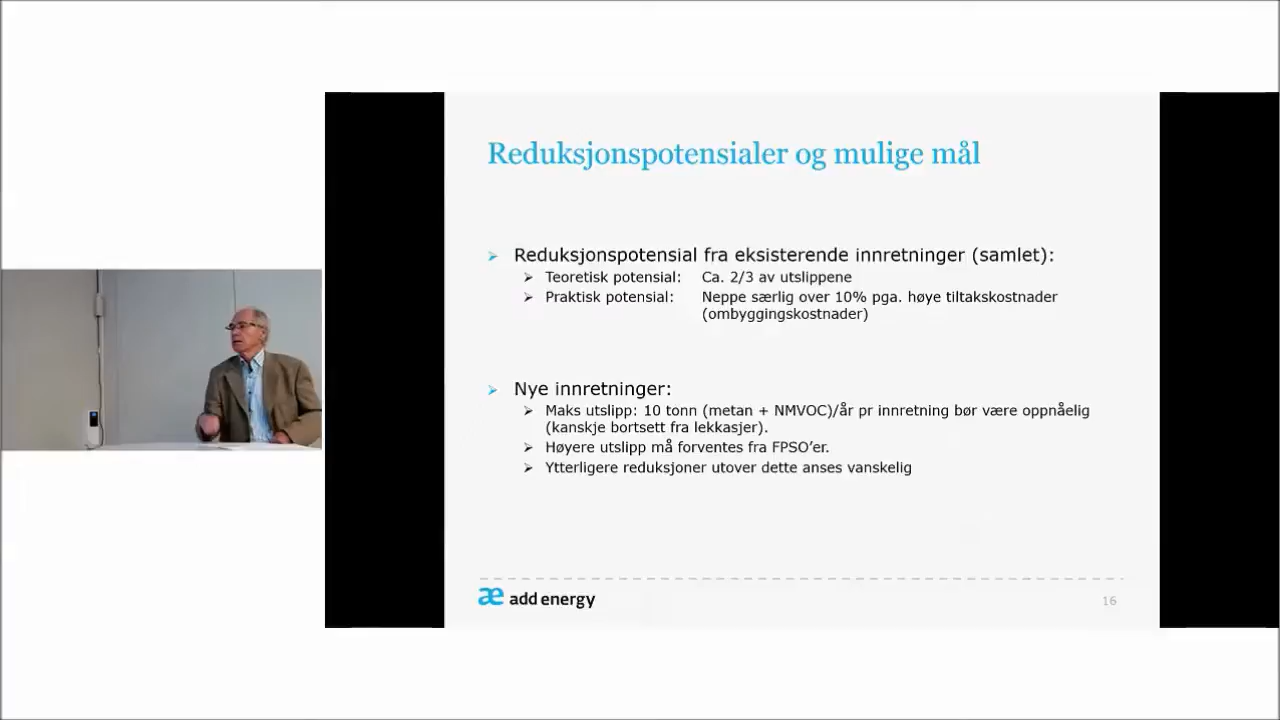 Reduksjonspotensialer og mulige mål
Reduksjonspotensial fra eksisterende innretninger (samlet):
Teoretisk potensial: Ca. 2/3 av utslippene
Praktisk potensial: Neppe særlig over 10% pga. høye tiltakskostnader
(ombyggingskostnader)
Nye innretninger:
Maks utslipp: 10 tonn (metan + NMVOC)/år pr innretning bør være oppnåelig
(kanskje bortsett fra lekkasjer).
Høyere utslipp må forventes fra FPSO’er.
Ytterligere reduksjoner utover dette anses vanskelig
æ add energy
16